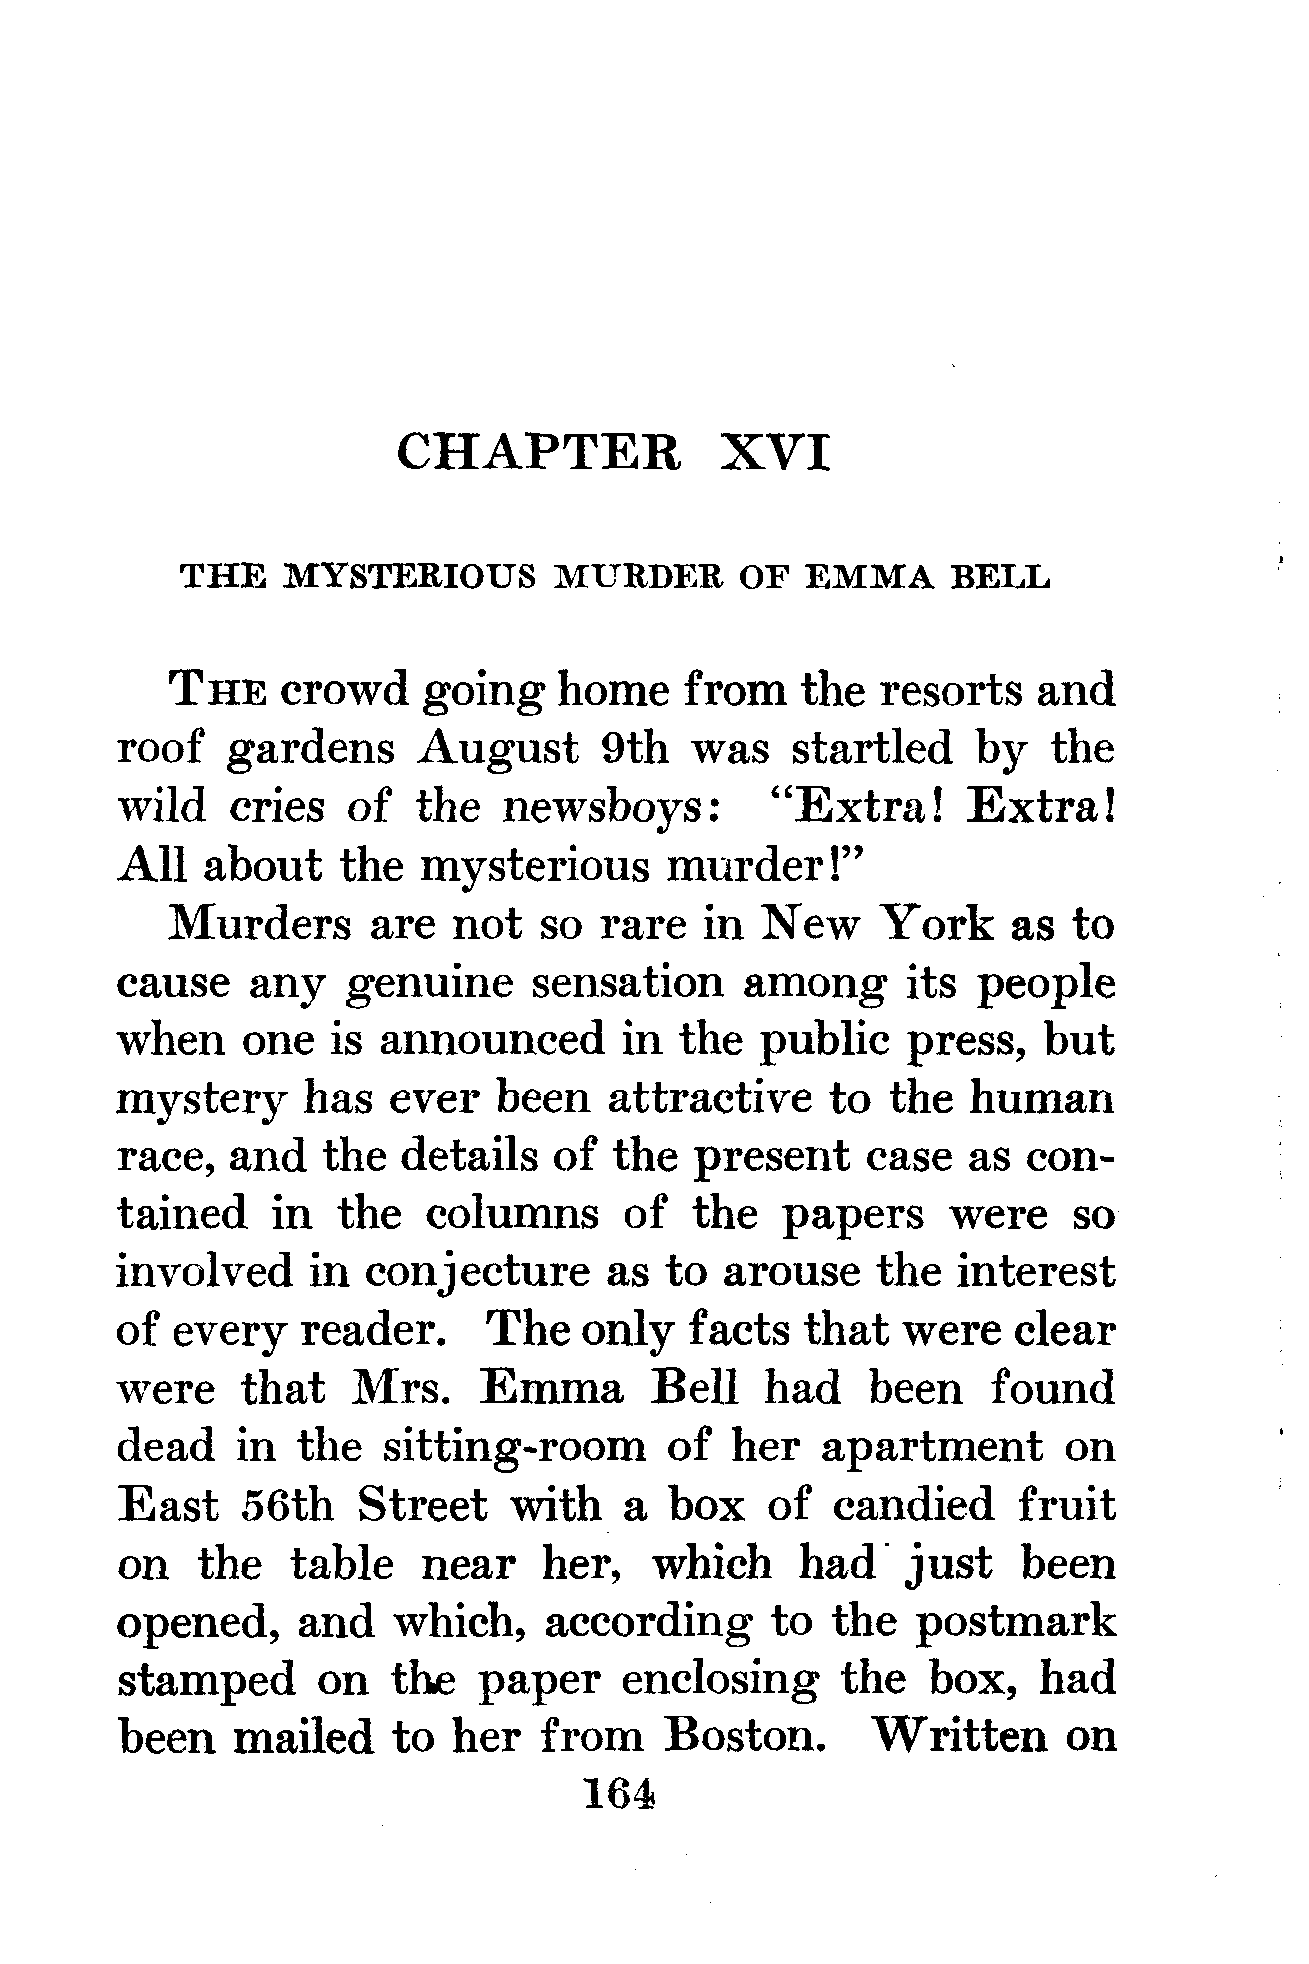 CHAPTER XVI
THE MYSTERIOUS MURDER OF EMMA BELL
THE crowd going home from the resorts and
roof gardens August 9th was startled by the
wild cries of the newsboys: "Extra! Extra!
All about the mysterious murder!"
Murders are not so rare in New York as to
cause any genuine sensation among its people
when one is announced in the public press, but
mystery has ever been attractive to the human
race, and the details of the present case as con-
tained in the columns of the papers were so
involved in conjecture as to arouse the interest
of every reader. The only facts that were clear
were that Mrs. Emma Bell had been found
dead in the sitting-room of her apartment on
East 56th Street with a box of candied fruit
on the table near her, which had just been
opened, and which, according to the postmark
stamped on the paper enclosing the box, had
been mailed to her from Boston. Written on
164